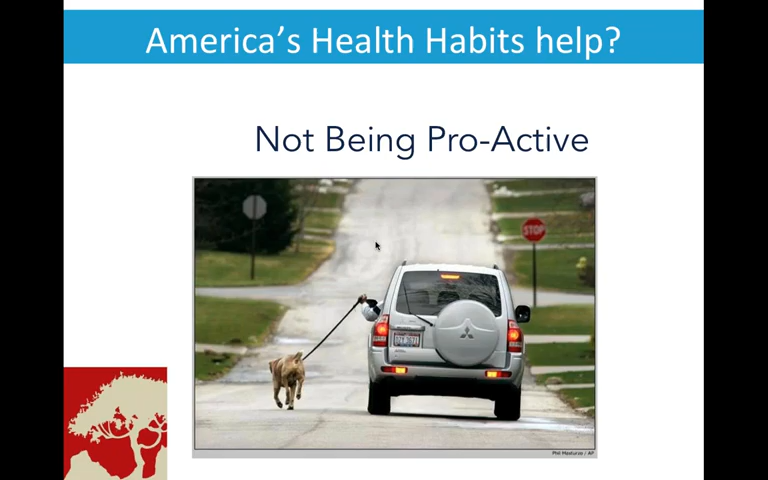 America's Health Habits help?
Not Being Pro-Active
STOP
Phil Masturzo / AP